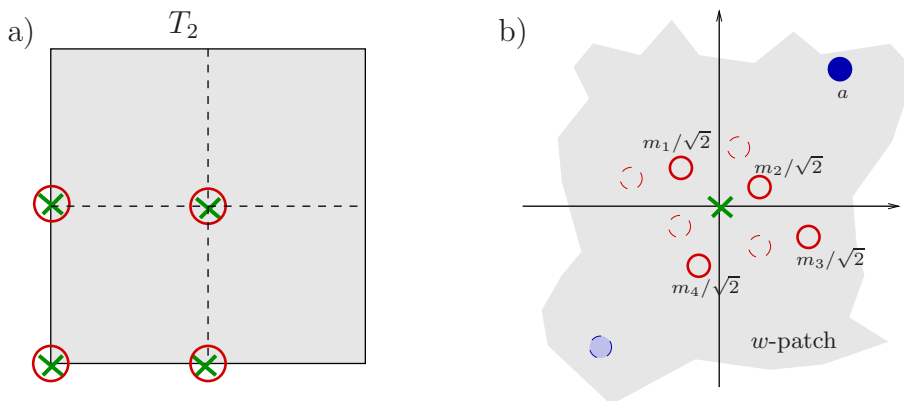 a)
T₂
b)
a
m₁/√2
m₂/√2
m₃/√2
m₄/√2
w-patch